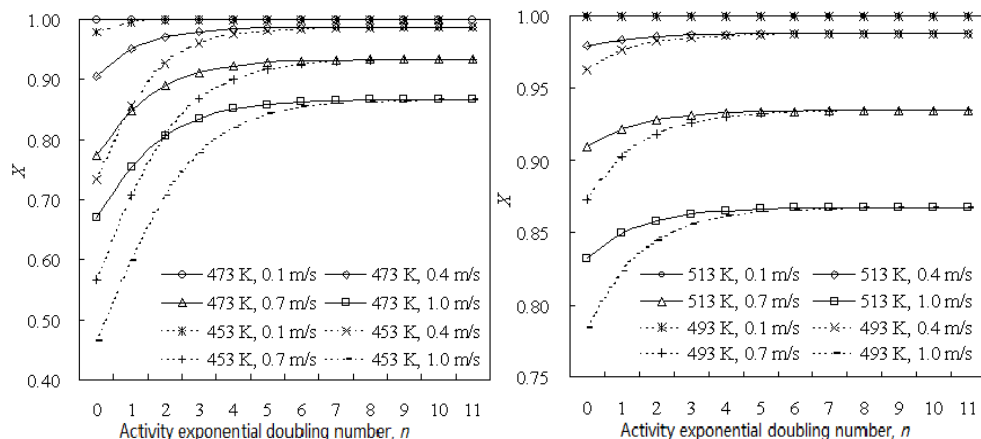 1.00
0.90
0.80
0.70
0.60
0.50
0.40
X
473 K, 0.1 m/s 473 K, 0.4 m/s
473 K, 0.7 m/s 473 K, 1.0 m/s
453 K, 0.1 m/s 453 K, 0.4 m/s
453 K, 0.7 m/s 453 K, 1.0 m/s
0 1 2 3 4 5 6 7 8 9 10 11
Activity exponential doubling number, n
1.00
0.95
0.90
0.85
0.80
0.75
X
513 K, 0.1 m/s 513 K, 0.4 m/s
513 K, 0.7 m/s 513 K, 1.0 m/s
493 K, 0.1 m/s 493 K, 0.4 m/s
493 K, 0.7 m/s 493 K, 1.0 m/s
0 1 2 3 4 5 6 7 8 9 10 11
Activity exponential doubling number, n